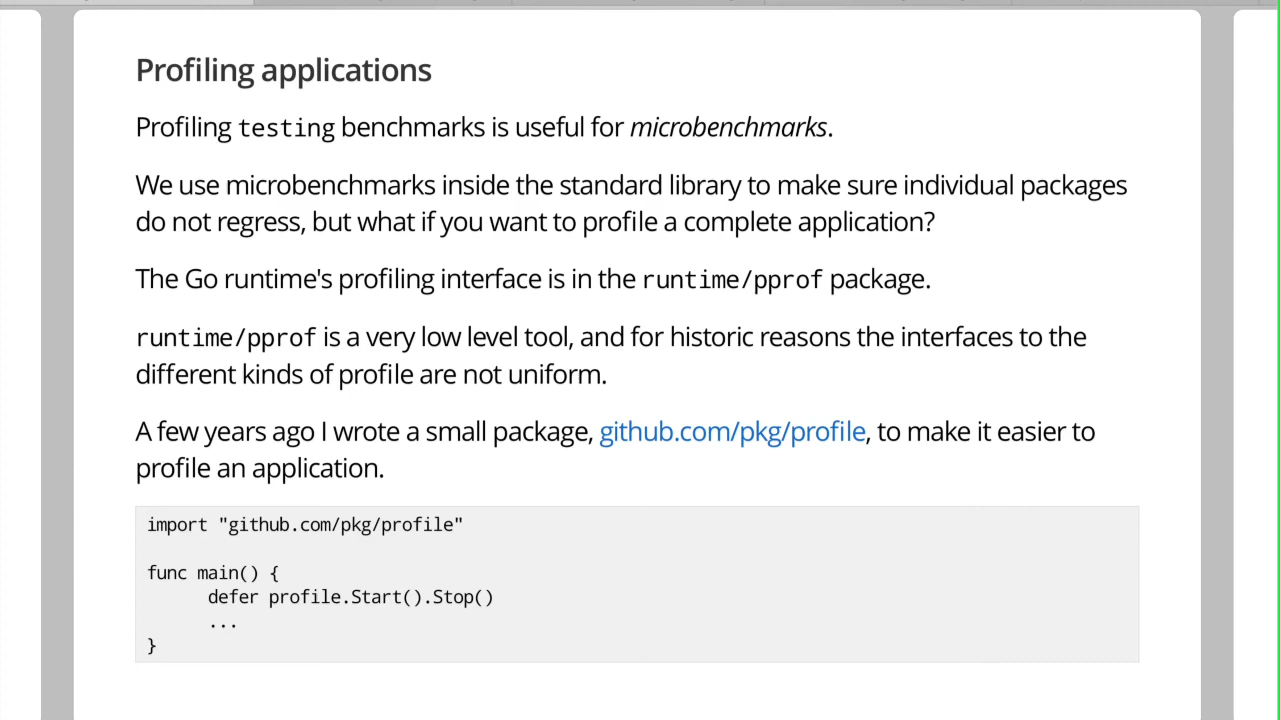 Profiling applications
Profiling testing benchmarks is useful for microbenchmarks.
We use microbenchmarks inside the standard library to make sure individual packages
do not regress, but what if you want to profile a complete application?
The Go runtime's profiling interface is in the runtime/pprof package.
runtime/pprof is a very low level tool, and for historic reasons the interfaces to the
different kinds of profile are not uniform.
A few years ago I wrote a small package, github.com/pkg/profile, to make it easier to
profile an application.
import "github.com/pkg/profile"
func main() {
defer profile.Start().Stop()
...
}